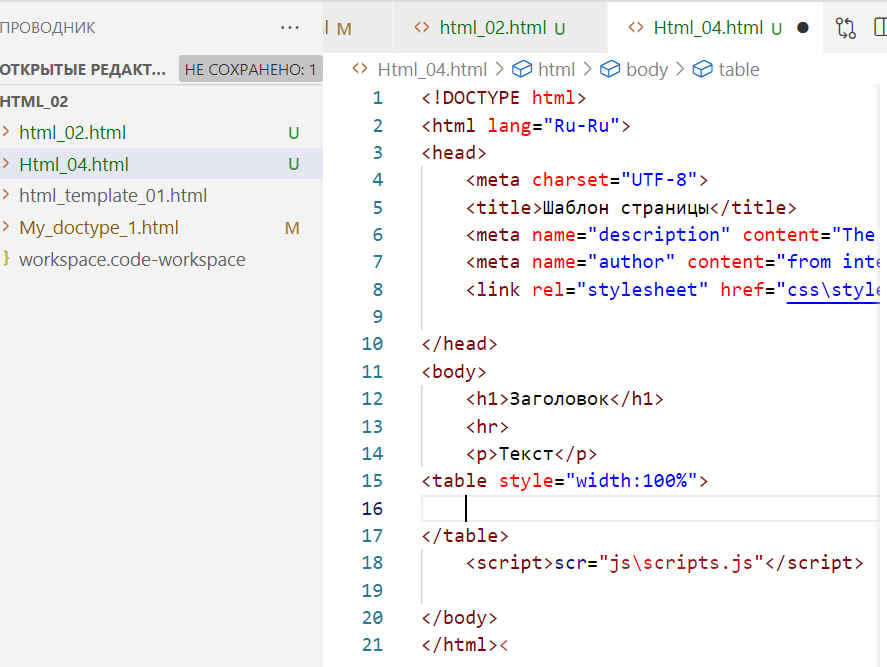 ПРОВОДНИК ···
ОТКРЫТЫЕ РЕДАКТ... НЕ СОХРАНЕНО: 1
HTML_02
html_02.html U
Html_04.html U
html_template_01.html
My_doctype_1.html M
workspace.code-workspace
M <> html_02.html U <> Html_04.html U ●
<> Html_04.html > html > body > table
1 <!DOCTYPE html>
2 <html lang="Ru-Ru">
3 <head>
4 <meta charset="UTF-8">
5 <title>Шаблон страницы</title>
6 <meta name="description" content="The
7 <meta name="author" content="from inte
8 <link rel="stylesheet" href="css\style
9
10 </head>
11 <body>
12 <h1>Заголовок</h1>
13 <hr>
14 <p>Текст</p>
15 <table style="width:100%">
16
17 </table>
18 <script>scr="js\scripts.js"</script>
19
20 </body>
21 </html><